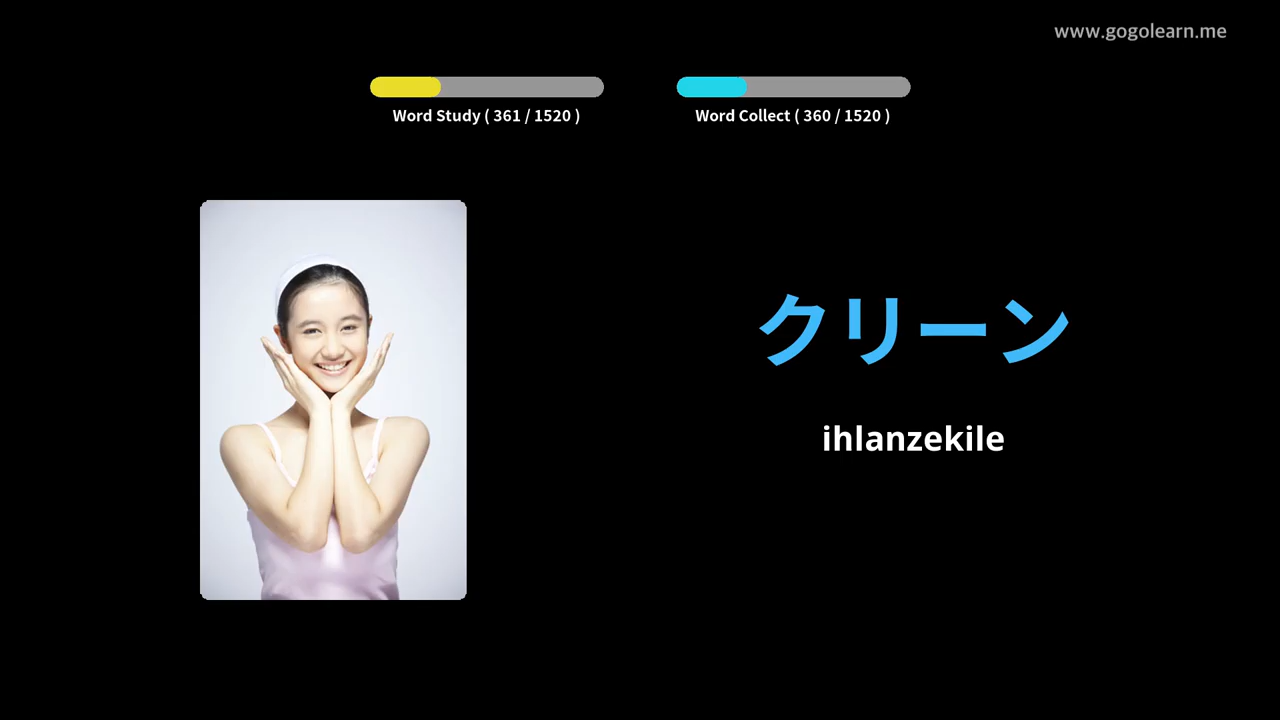 www.gogolearn.me
Word Study ( 361 / 1520 )
Word Collect ( 360 / 1520 )
クリーン
ihlanzekile